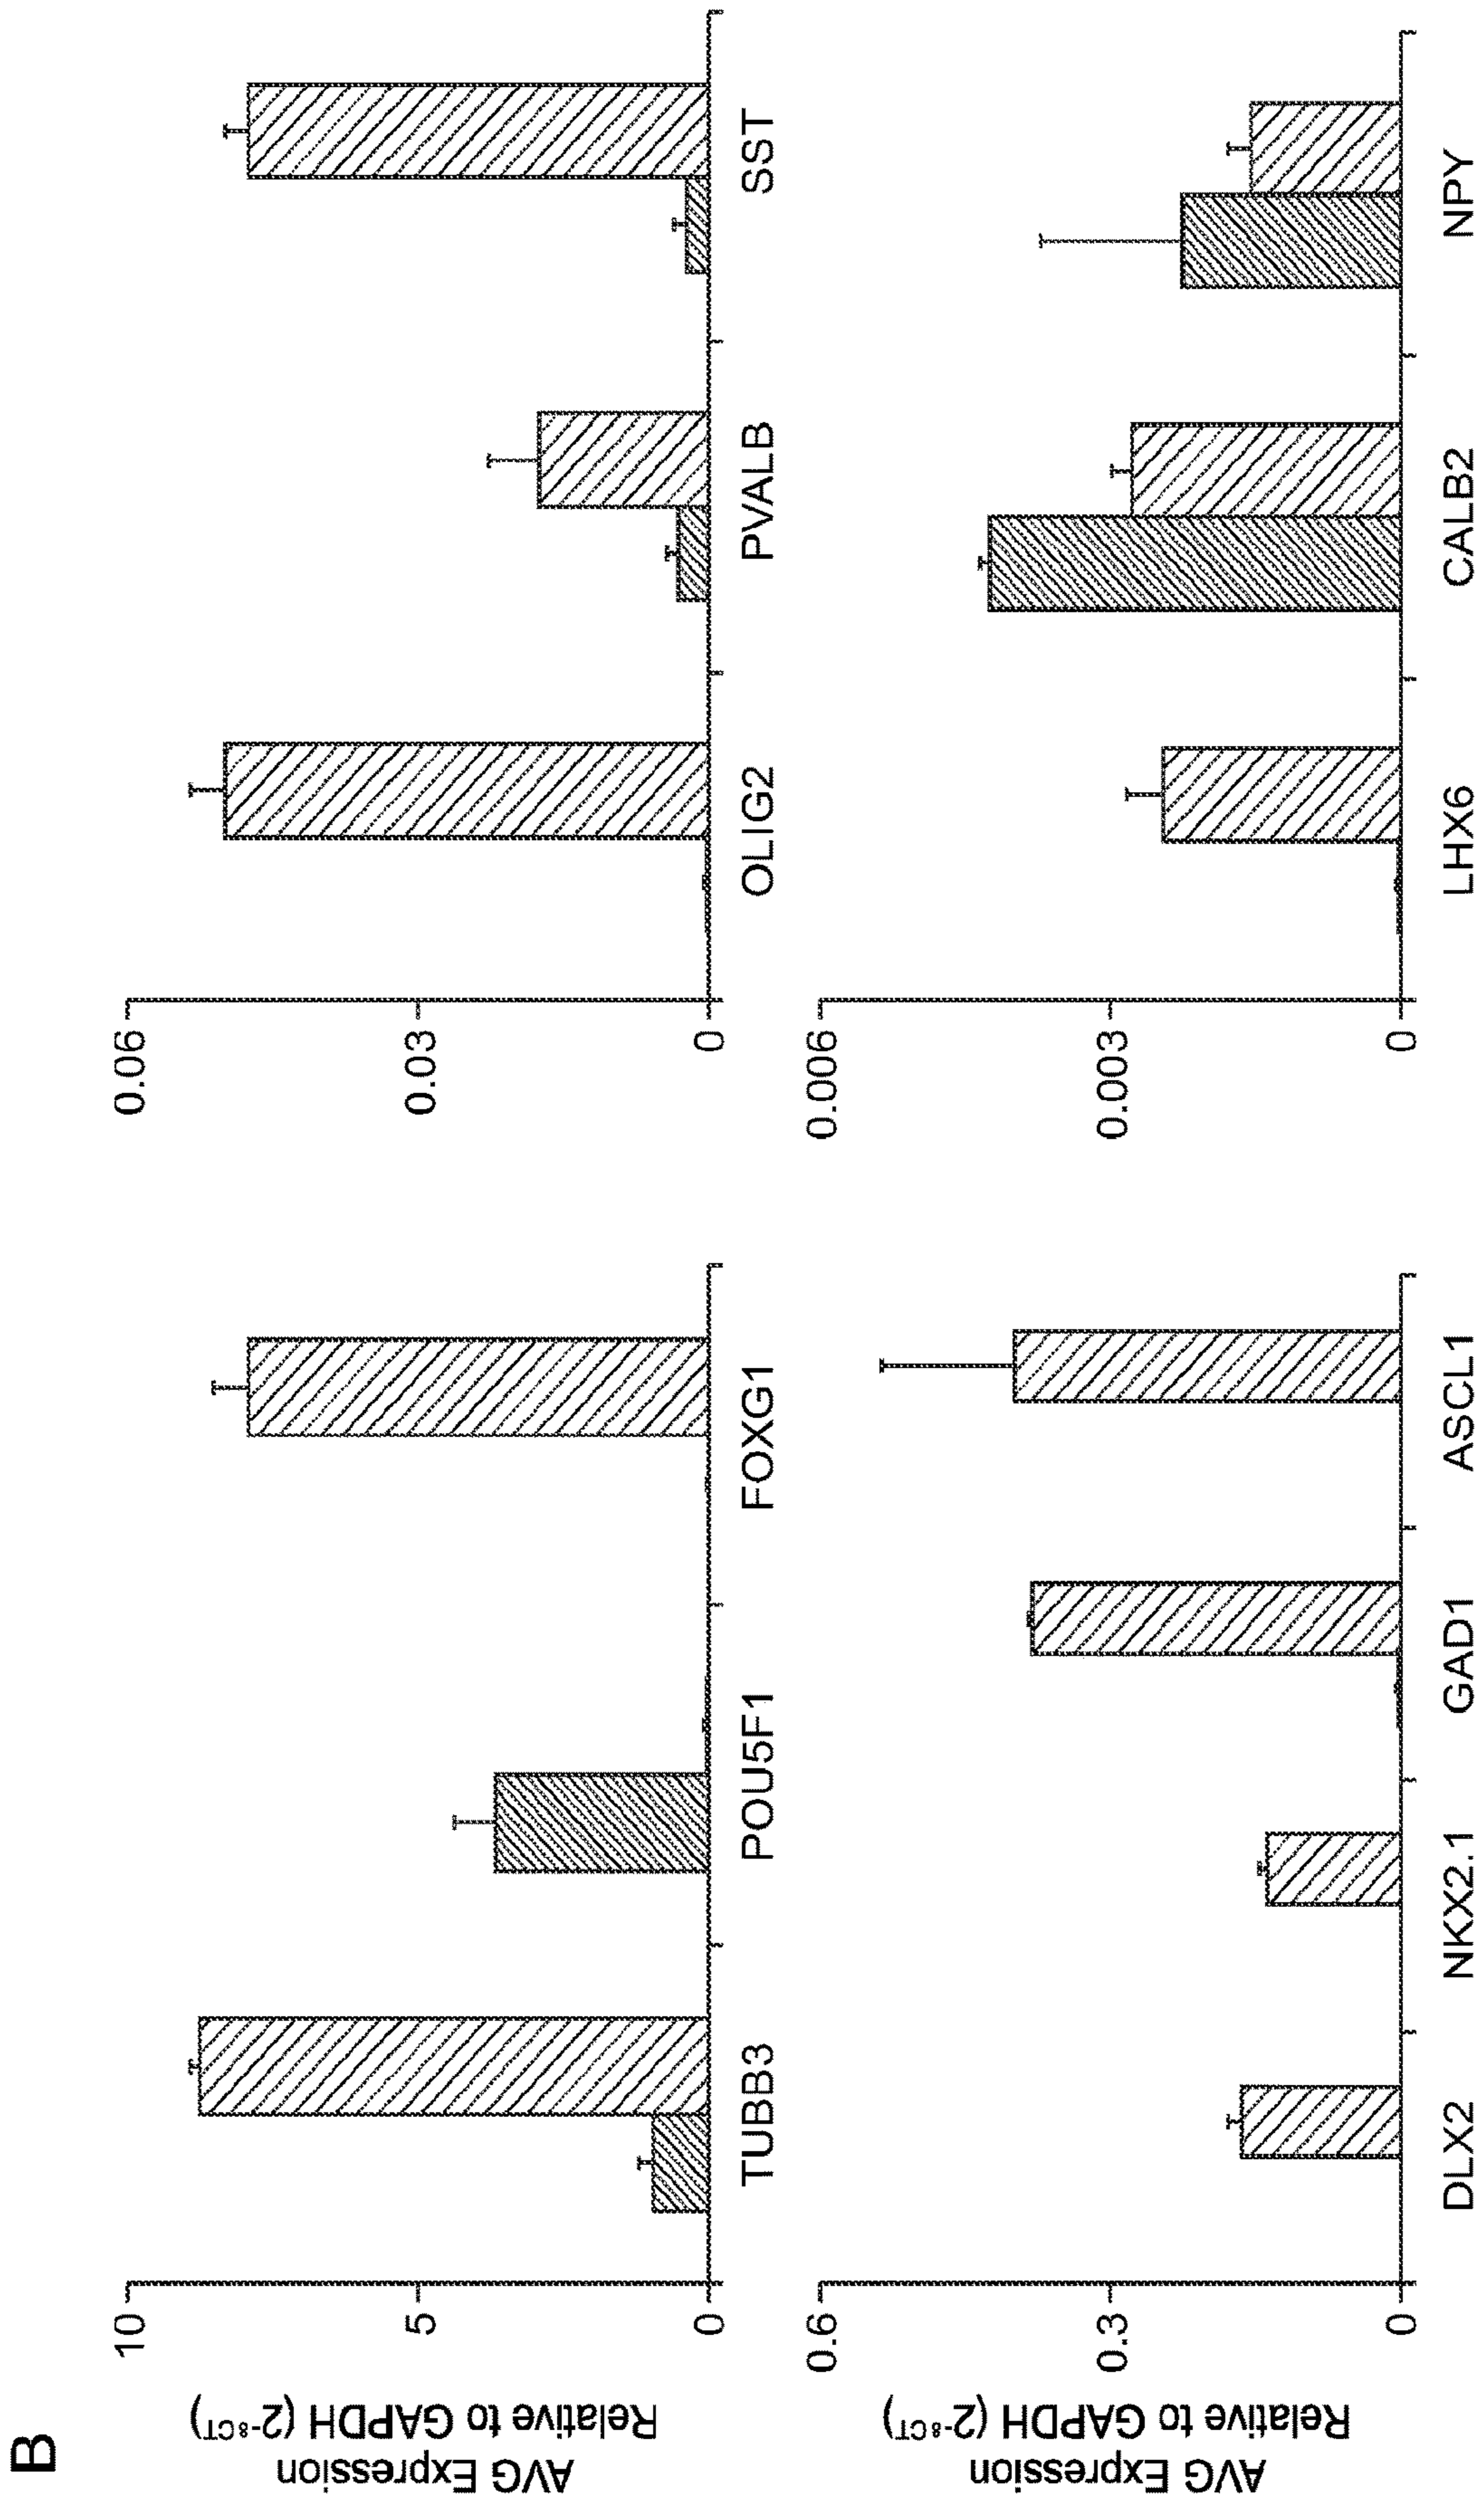 B
AVG Expression
Relative to GAPDH (2-8CT)
10
5
0
TUBB3
POU5F1
FOXG1
0.06
0.03
0
OLIG2
PVALB
SST
AVG Expression
Relative to GAPDH (2-8CT)
0.6
0.3
0
DLX2
NKX2.1
GAD1
ASCL1
0.006
0.003
0
LHX6
CALB2
NPY